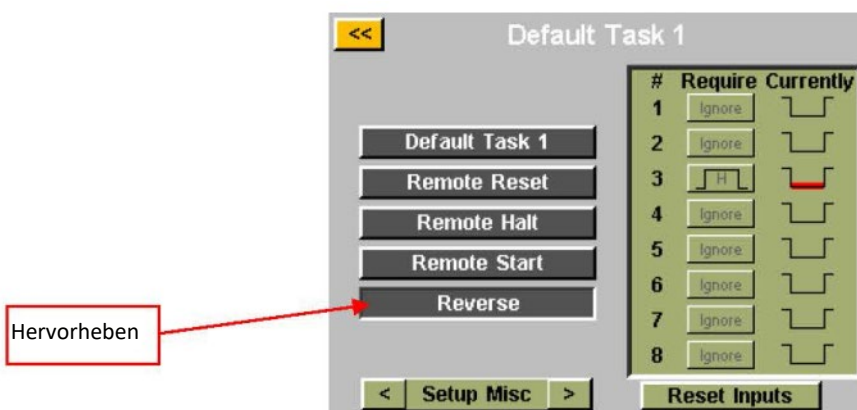 << Default Task 1
# Require Currently
1 Ignore
2 Ignore
3 H
4 Ignore
5 Ignore
6 Ignore
7 Ignore
8 Ignore
Default Task 1
Remote Reset
Remote Halt
Remote Start
Reverse
Hervorheben
< Setup Misc >
Reset Inputs